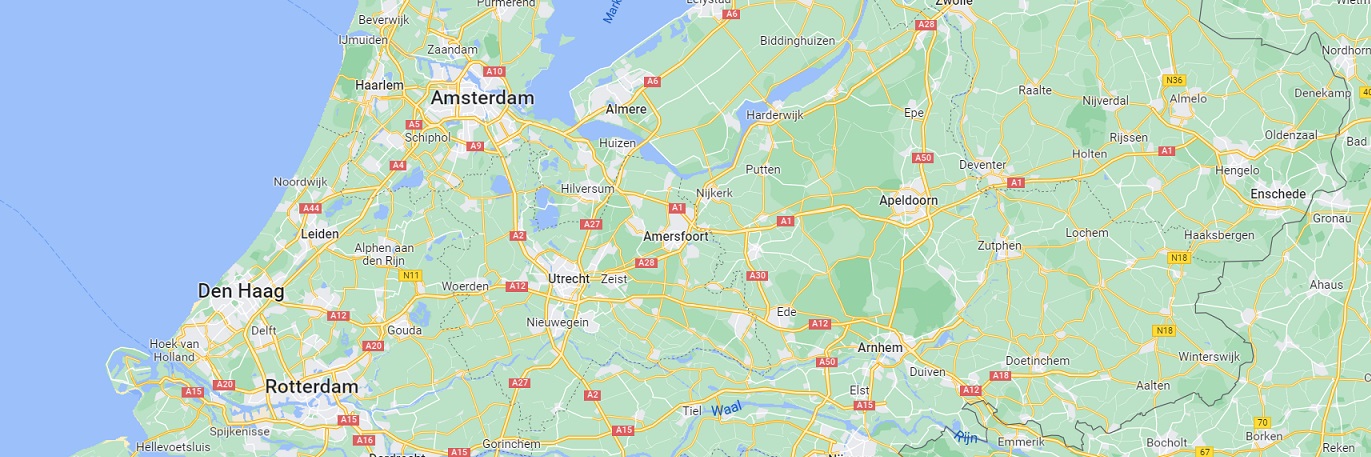 Purmerend
Beverwijk
IJmuiden
Zaandam
A10
Haarlem
Amsterdam
A5
Schiphol
A9
A4
Noordwijk
A44
Leiden
Alphen aan
den Rijn
N11
Den Haag
A12
Delft
Gouda
A20
Hoek van
Holland
A20
A15
Rotterdam
Spijkenisse
Hellevoetsluis
A15
A16
A15
Dordrecht
Gorinchem
Woerden
A12
Utrecht
Zeist
A28
Nieuwegein
A27
A2
A15
Tiel
Waal
A2
A27
Hilversum
Huizen
Almere
A6
A6
Lelystad
Biddinghuizen
Zwolle
A28
Harderwijk
Epe
Putten
Nijkerk
A1
Amersfoort
A1
A50
Apeldoorn
A30
Ede
A12
A50
Arnhem
Duiven
Elst
A15
A12
A18
Doetinchem
Rijn
Emmerik
Raalte
N36
Nijverdal
Almelo
Rijssen
Holten
A1
Deventer
A1
Zutphen
Lochem
Hengelo
Oldenzaal
Denekamp
Nordhorn
Enschede
Gronau
Haaksbergen
N18
Ahaus
N18
Winterswijk
Aalten
70
Borken
Bocholt
67
Reken